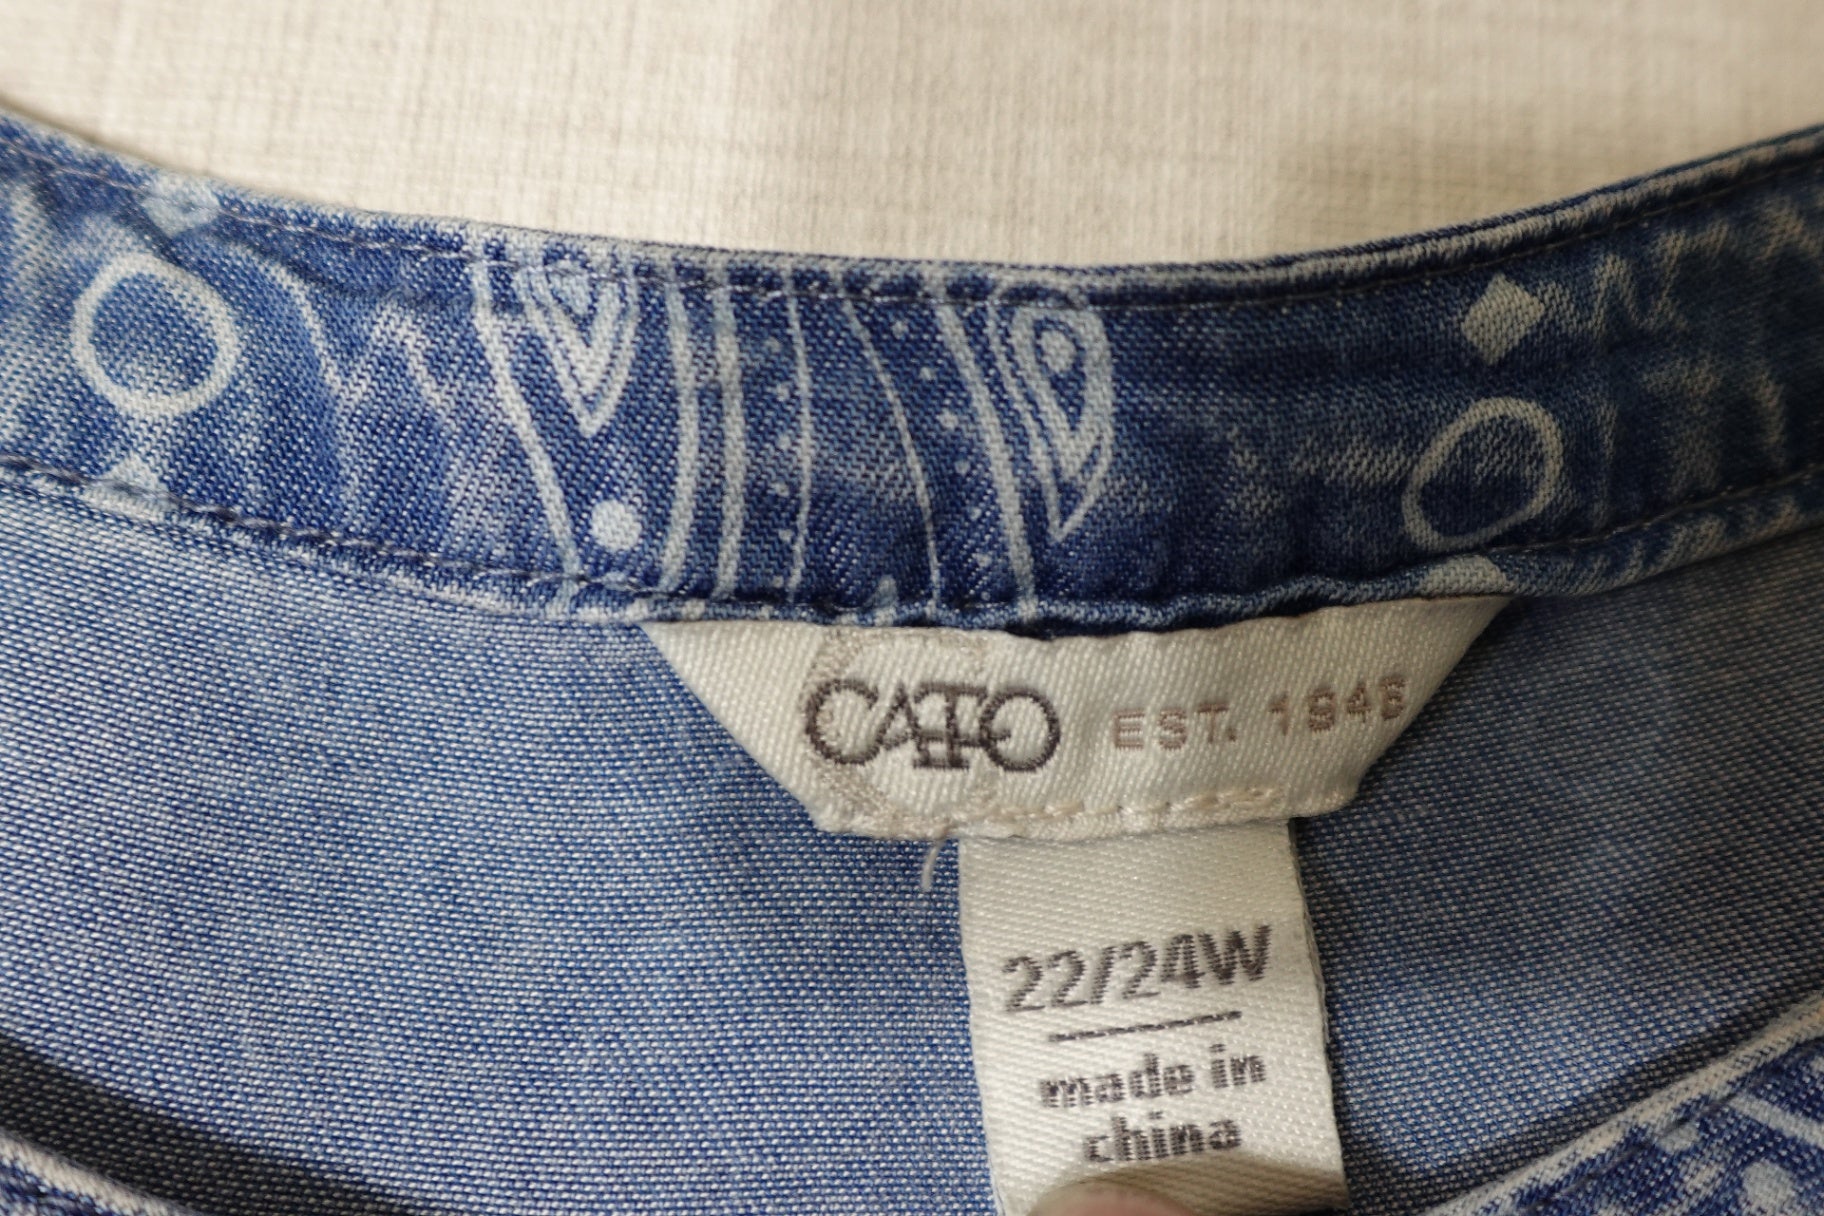 CATO EST. 1946
22/24W
made in
china